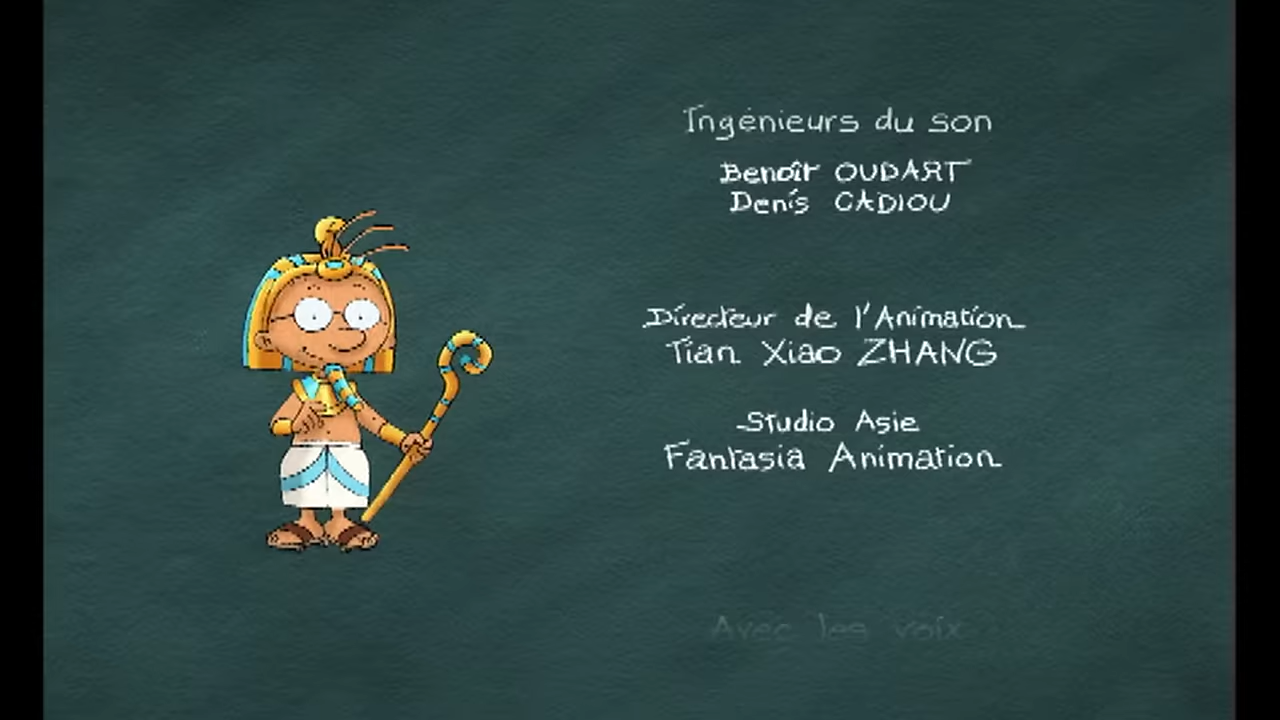 Ingénieurs du son
Benoît OUDART
Denis CADIOU
Directeur de l'Animation
Tian Xiao ZHANG
Studio Asie
Fantasia Animation
Avec les voix